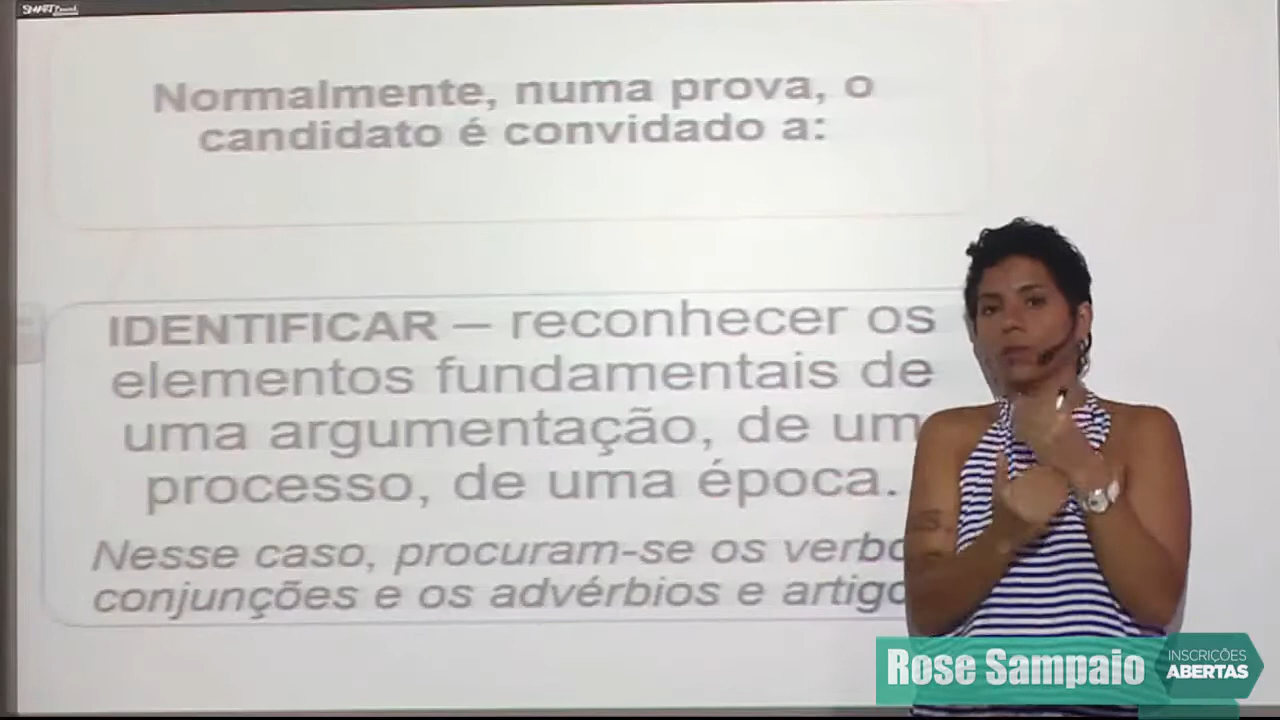 SMART
Normalmente, numa prova, o
candidato é convidado a:
IDENTIFICAR – reconhecer os
elementos fundamentais de
uma argumentação, de um
processo, de uma época.
Nesse caso, procuram-se os
conjunções e os advérbios e
Rose Sampaio
INSCRIÇÕES
ABERTAS